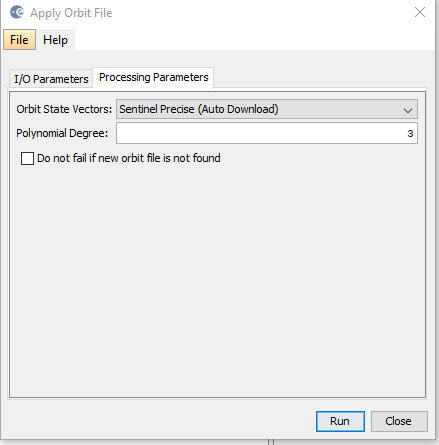 Apply Orbit File
File Help
I/O Parameters Processing Parameters
Orbit State Vectors: Sentinel Precise (Auto Download)
Polynomial Degree: 3
Do not fail if new orbit file is not found
Run Close